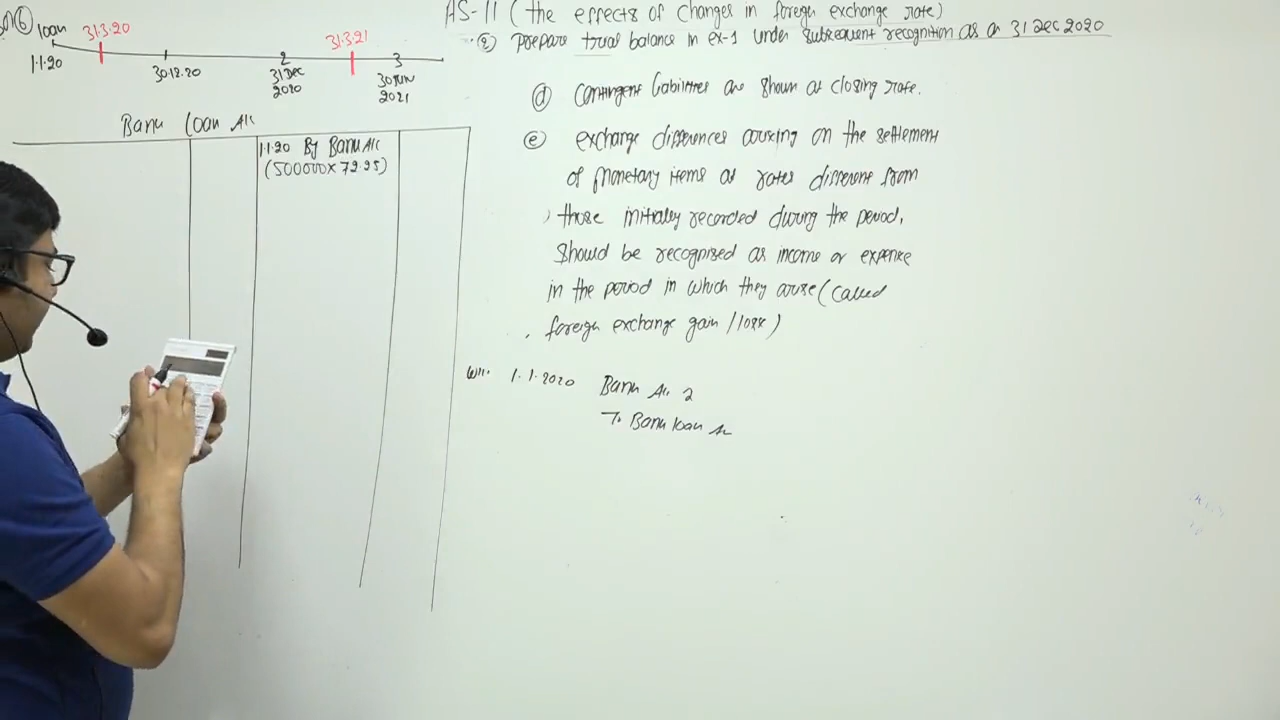 AS-11 (the effects of changes in foreign exchange rate)
Q) Prepare trial balance in ex-1 under subsequent recognition as on 31 Dec 2020
6 loan
31.3.20
31.3.21
1.1.20
30.12.20
2
31 Dec
2020
3
30 Jun
2021
Bank Loan A/c
1.1.20 By Bank A/c
(500000 x 72.25)
d) Contingent liabilities are shown at closing rate.
e) exchange differences arising on the settlement
of monetary items at rates different from
those initially recorded during the period,
should be recognised as income or expense
in the period in which they arise (called
foreign exchange gain / loss)
1.1.2020 Bank A/c
To Bank loan A/c